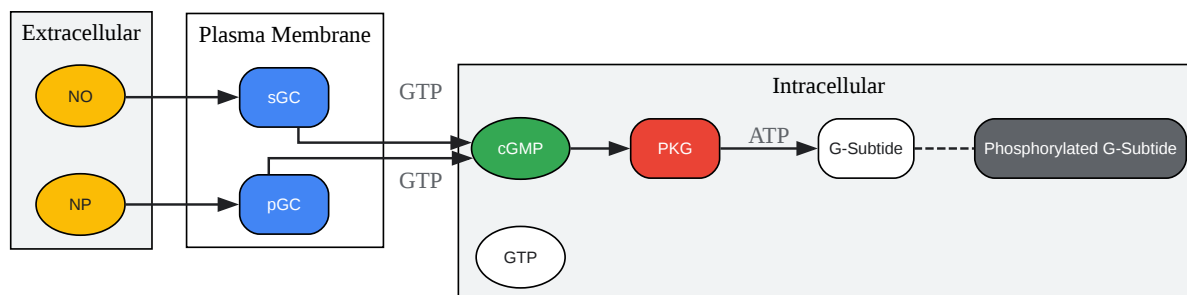 Extracellular
Plasma Membrane
NO
sGC
GTP
Intracellular
cGMP
PKG
ATP
G-Subtide
Phosphorylated G-Subtide
GTP
NP
pGC
GTP